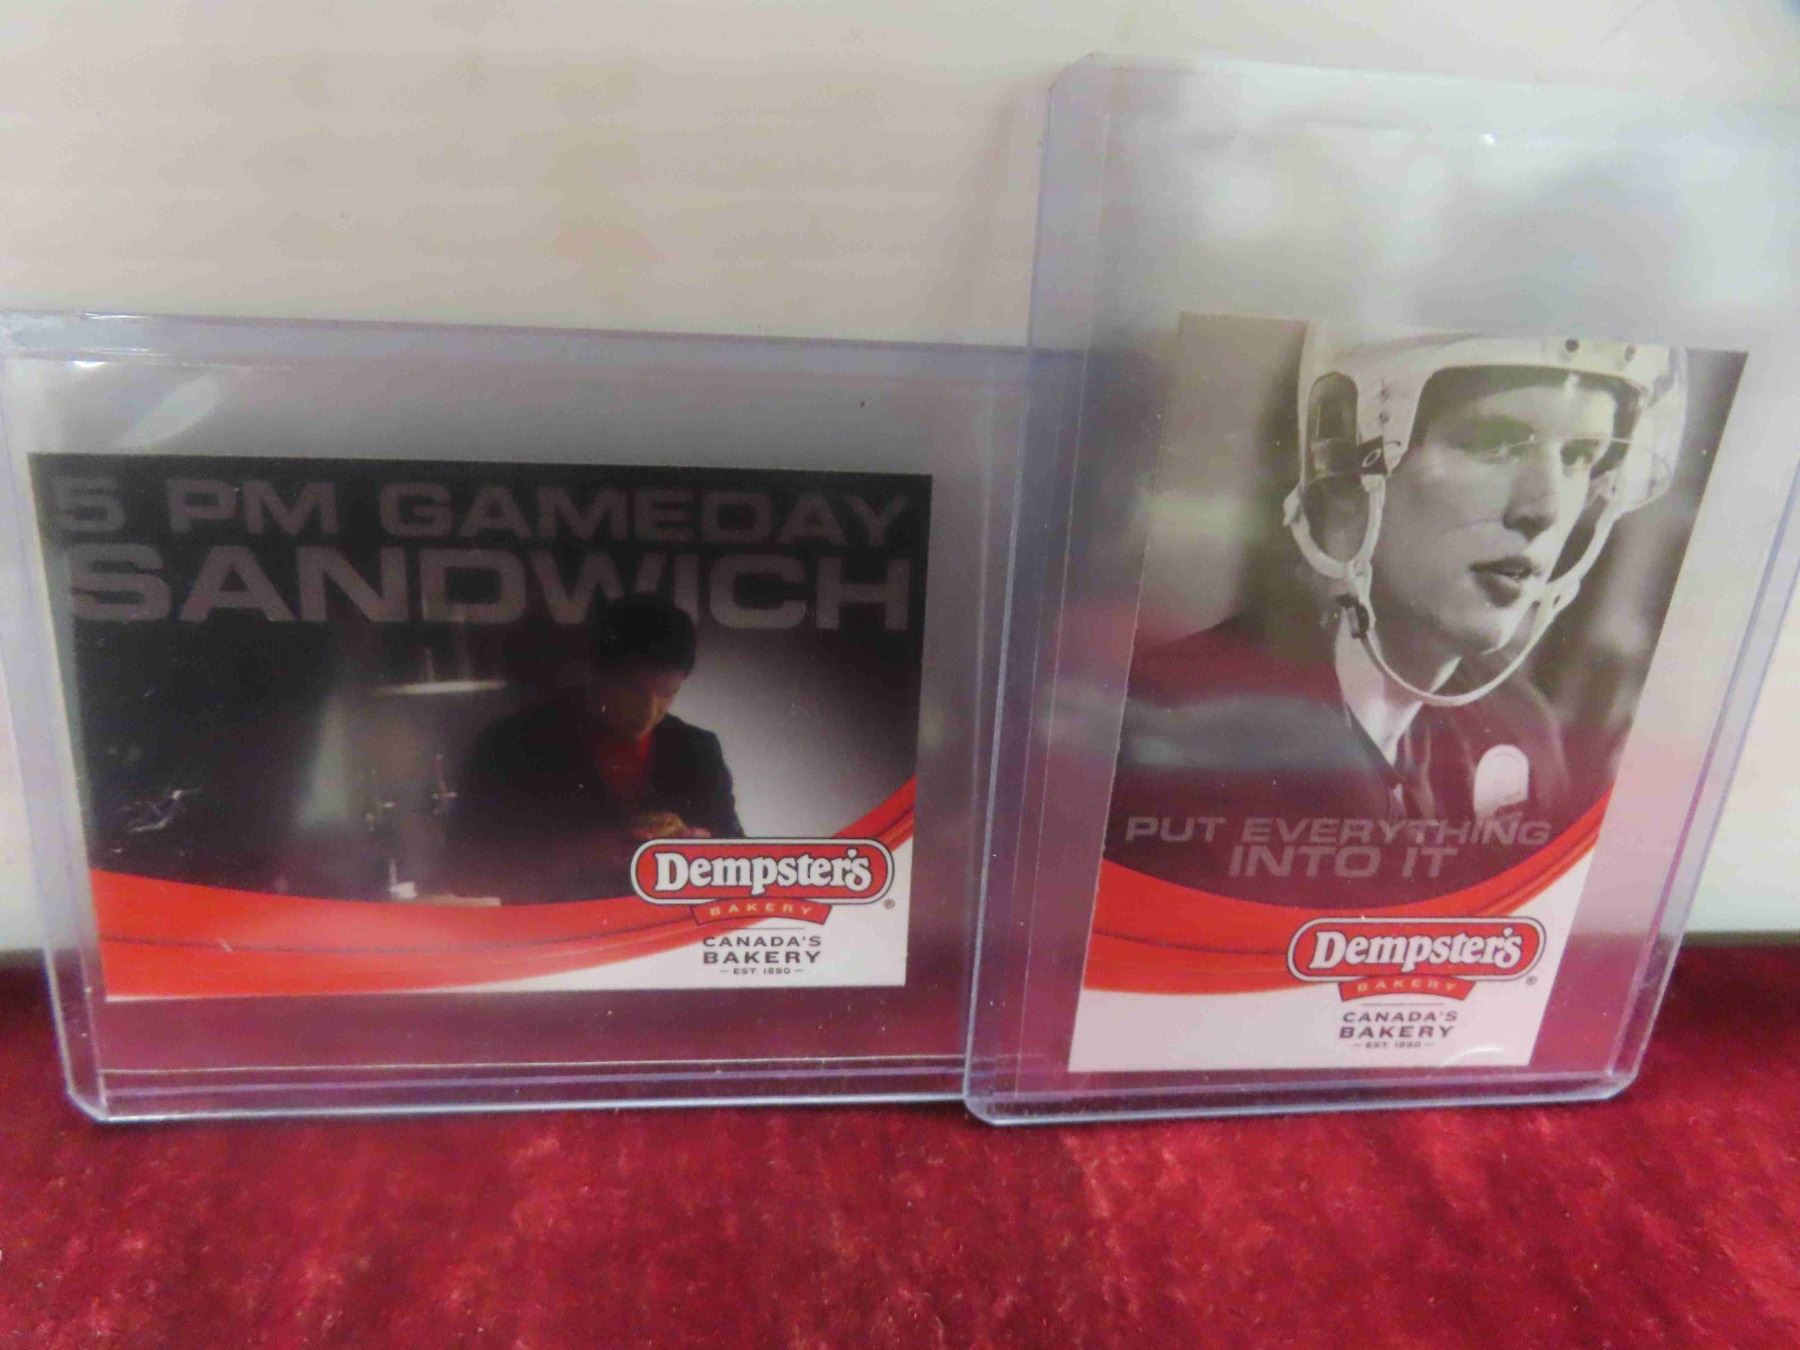 5 PM GAMEDAY
SANDWICH
Dempster's
BAKERY
®
CANADA'S
BAKERY
EST. 1890
PUT EVERYTHING
INTO IT
Dempster's
BAKERY
®
CANADA'S
BAKERY
EST. 1890